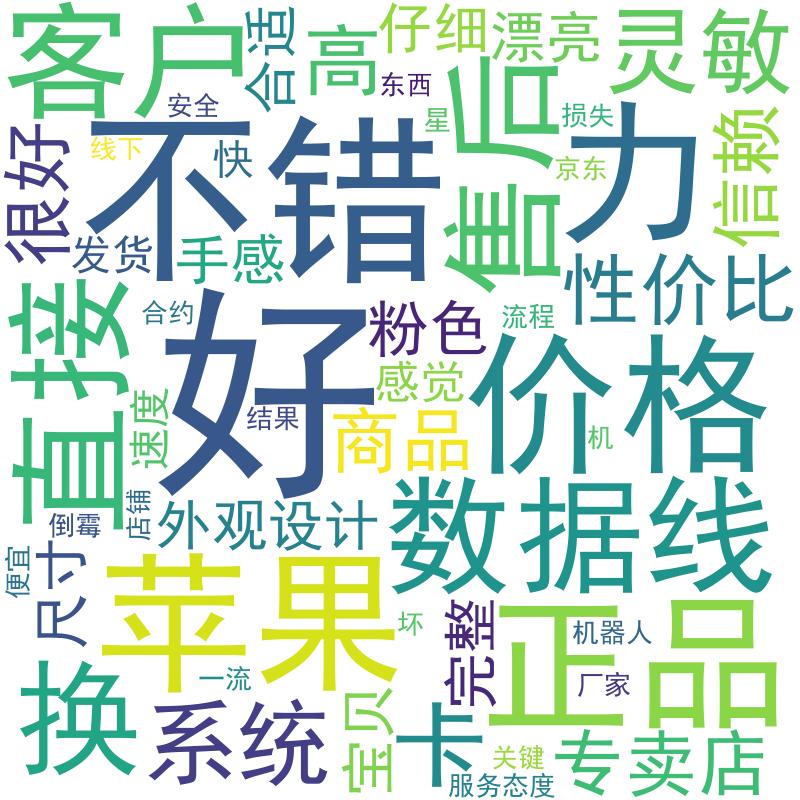 客户
合适
高
仔细
漂亮
灵敏
东西
安全
星
损失
很好
线下
不错
快
售后
京东
力
信赖
发货
手感
性价比
直接
合约
好
粉色
流程
价格
感觉
速度
结果
商品
机
店铺
倒霉
外观设计
数据线
便宜
尺寸
苹果
坏
完整
正品
机器人
换
一流
厂家
系统
宝贝
卡
关键
专卖店
服务态度